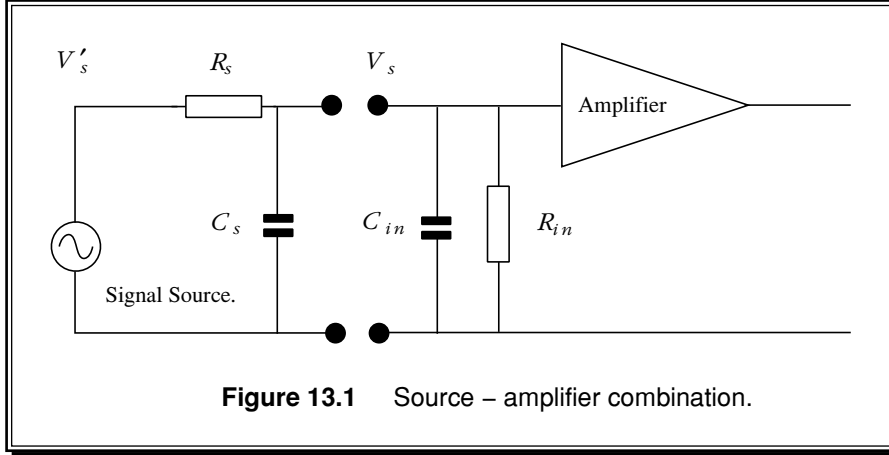 V′s
Rs
Vs
Amplifier
Cs
Cin
Rin
Signal Source.
Figure 13.1 Source – amplifier combination.